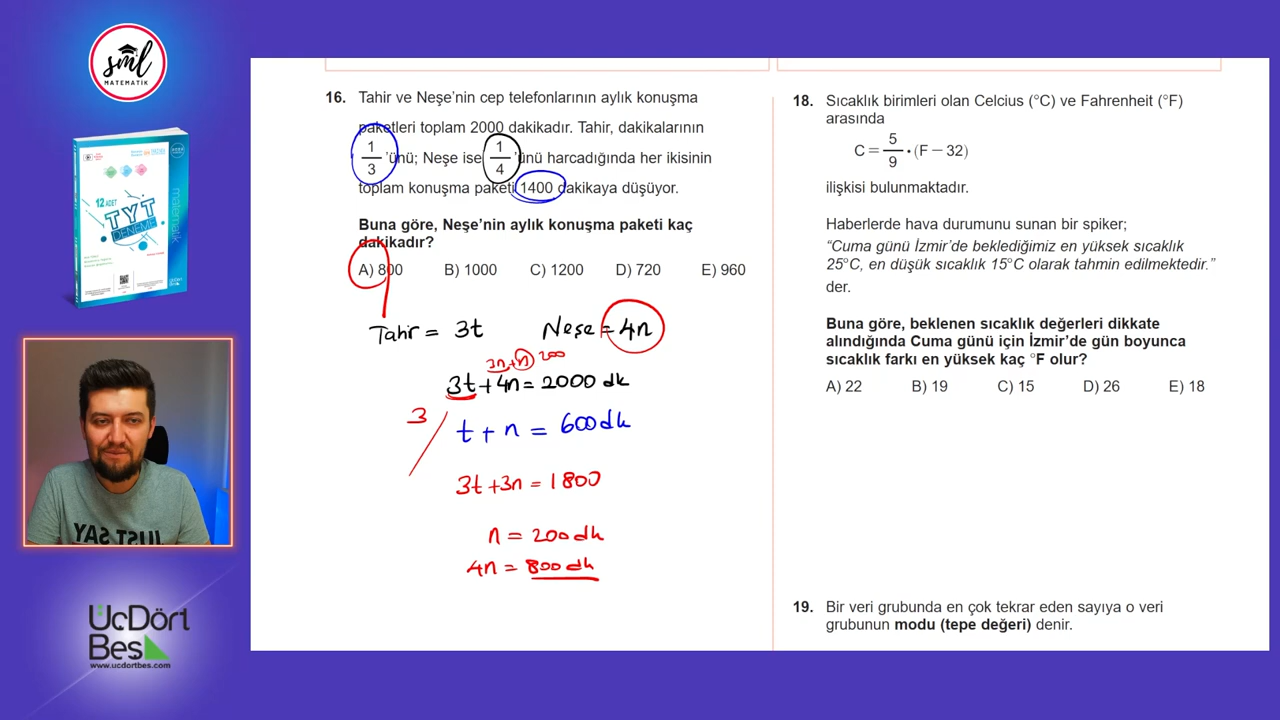 sml
MATEMATİK
12 ADET
TYT
DENEME
matematik
JUST SAY
ÜçDört
Beş
www.ucdortbes.com
16. Tahir ve Neşe’nin cep telefonlarının aylık konuşma
paketleri toplam 2000 dakikadır. Tahir, dakikalarının
1/3 ’ünü; Neşe ise 1/4 ’ünü harcadığında her ikisinin
toplam konuşma paketi 1400 dakikaya düşüyor.
Buna göre, Neşe’nin aylık konuşma paketi kaç
dakikadır?
A) 800 B) 1000 C) 1200 D) 720 E) 960
Tahir = 3t Neşe = 4n
3n+n 200
3t + 4n = 2000 dk
3 / t + n = 600 dk
3t + 3n = 1800
n = 200 dk
4n = 800 dk
18. Sıcaklık birimleri olan Celcius (°C) ve Fahrenheit (°F)
arasında
C = 5/9 • (F – 32)
ilişkisi bulunmaktadır.
Haberlerde hava durumunu sunan bir spiker;
“Cuma günü İzmir’de beklediğimiz en yüksek sıcaklık
25°C, en düşük sıcaklık 15°C olarak tahmin edilmektedir.”
der.
Buna göre, beklenen sıcaklık değerleri dikkate
alındığında Cuma günü için İzmir’de gün boyunca
sıcaklık farkı en yüksek kaç °F olur?
A) 22 B) 19 C) 15 D) 26 E) 18
19. Bir veri grubunda en çok tekrar eden sayıya o veri
grubunun modu (tepe değeri) denir.